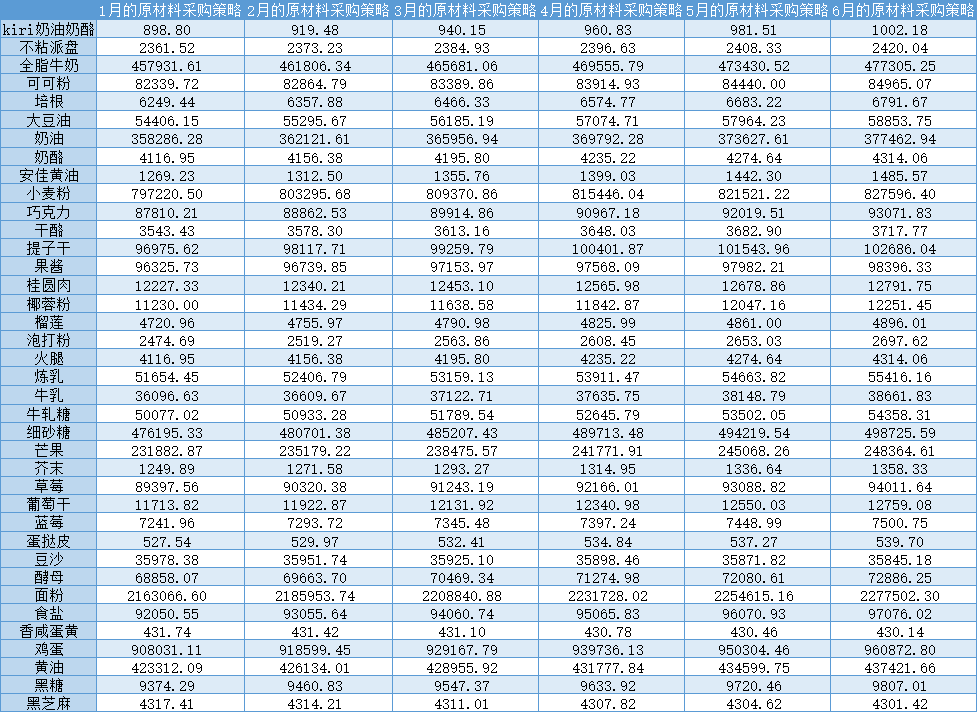 1月的原材料采购策略 2月的原材料采购策略 3月的原材料采购策略 4月的原材料采购策略 5月的原材料采购策略 6月的原材料采购策略
kiri奶油奶酪 898.80 919.48 940.15 960.83 981.51 1002.18
不粘派盘 2361.52 2373.23 2384.93 2396.63 2408.33 2420.04
全脂牛奶 457931.61 461806.34 465681.06 469555.79 473430.52 477305.25
可可粉 82339.72 82864.79 83389.86 83914.93 84440.00 84965.07
培根 6249.44 6357.88 6466.33 6574.77 6683.22 6791.67
大豆油 54406.15 55295.67 56185.19 57074.71 57964.23 58853.75
奶油 358286.28 362121.61 365956.94 369792.28 373627.61 377462.94
奶酪 4116.95 4156.38 4195.80 4235.22 4274.64 4314.06
安佳黄油 1269.23 1312.50 1355.76 1399.03 1442.30 1485.57
小麦粉 797220.50 803295.68 809370.86 815446.04 821521.22 827596.40
巧克力 87810.21 88862.53 89914.86 90967.18 92019.51 93071.83
干酪 3543.43 3578.30 3613.16 3648.03 3682.90 3717.77
提子干 96975.62 98117.71 99259.79 100401.87 101543.96 102686.04
果酱 96325.73 96739.85 97153.97 97568.09 97982.21 98396.33
桂圆肉 12227.33 12340.21 12453.10 12565.98 12678.86 12791.75
椰蓉粉 11230.00 11434.29 11638.58 11842.87 12047.16 12251.45
榴莲 4720.96 4755.97 4790.98 4825.99 4861.00 4896.01
泡打粉 2474.69 2519.27 2563.86 2608.45 2653.03 2697.62
火腿 4116.95 4156.38 4195.80 4235.22 4274.64 4314.06
炼乳 51654.45 52406.79 53159.13 53911.47 54663.82 55416.16
牛乳 36096.63 36609.67 37122.71 37635.75 38148.79 38661.83
牛轧糖 50077.02 50933.28 51789.54 52645.79 53502.05 54358.31
细砂糖 476195.33 480701.38 485207.43 489713.48 494219.54 498725.59
芒果 231882.87 235179.22 238475.57 241771.91 245068.26 248364.61
芥末 1249.89 1271.58 1293.27 1314.95 1336.64 1358.33
草莓 89397.56 90320.38 91243.19 92166.01 93088.82 94011.64
葡萄干 11713.82 11922.87 12131.92 12340.98 12550.03 12759.08
蓝莓 7241.96 7293.72 7345.48 7397.24 7448.99 7500.75
蛋挞皮 527.54 529.97 532.41 534.84 537.27 539.70
豆沙 35978.38 35951.74 35925.10 35898.46 35871.82 35845.18
酵母 68858.07 69663.70 70469.34 71274.98 72080.61 72886.25
面粉 2163066.60 2185953.74 2208840.88 2231728.02 2254615.16 2277502.30
食盐 92050.55 93055.64 94060.74 95065.83 96070.93 97076.02
香咸蛋黄 431.74 431.42 431.10 430.78 430.46 430.14
鸡蛋 908031.11 918599.45 929167.79 939736.13 950304.46 960872.80
黄油 423312.09 426134.01 428955.92 431777.84 434599.75 437421.66
黑糖 9374.29 9460.83 9547.37 9633.92 9720.46 9807.01
黑芝麻 4317.41 4314.21 4311.01 4307.82 4304.62 4301.42